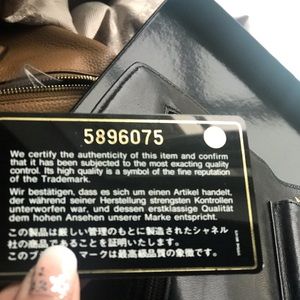 5896075
We certify the authenticity of this item and confirm
that it has been subjected to the most exacting quality
control. Its high quality is a symbol of the fine reputation
of the Trademark.
Wir bestätigen, dass es sich um einen Artikel handelt,
der während seiner Herstellung strengsten Kontrollen
unterworfen war, und dessen erstklassige Qualität
dem hohen Ansehen unserer Marke entspricht.
この製品は厳しい管理のもとに製造されたシャネル
社の商品であることを証明いたします。
このブ マークは最高級品質の象徴です。